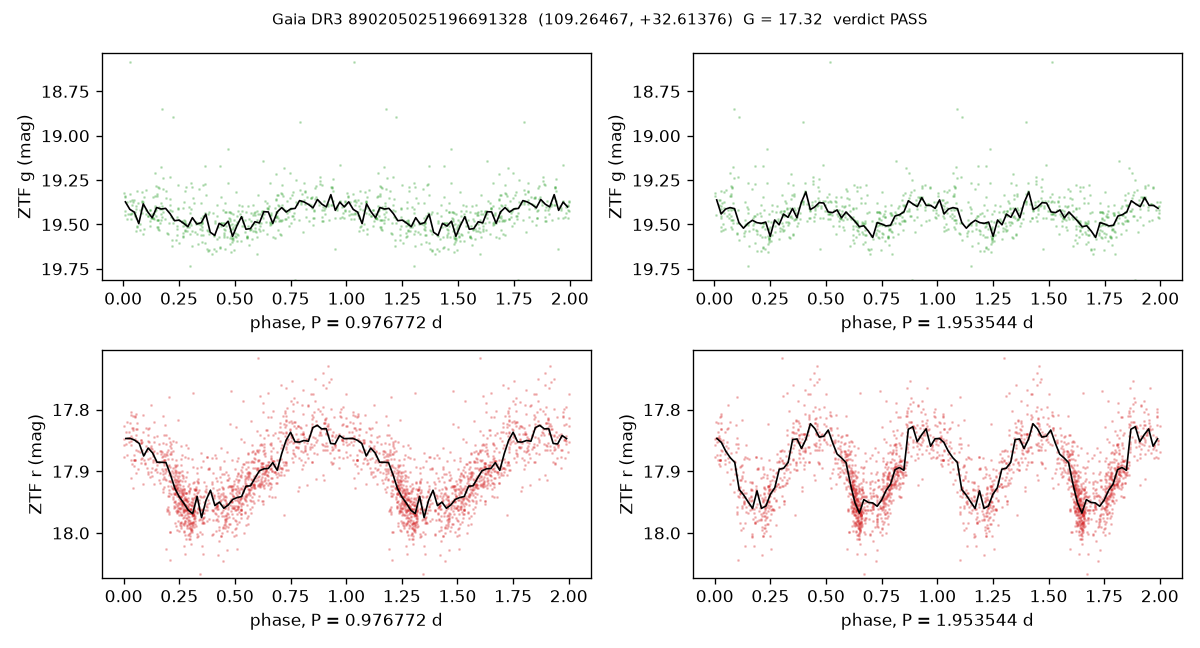 Gaia DR3 890205025196691328  (109.26467, +32.61376)  G = 17.32  verdict PASS
ZTF g (mag)
18.75
19.00
19.25
19.50
19.75
0.00 0.25 0.50 0.75 1.00 1.25 1.50 1.75 2.00
phase, P = 0.976772 d
ZTF g (mag)
18.75
19.00
19.25
19.50
19.75
0.00 0.25 0.50 0.75 1.00 1.25 1.50 1.75 2.00
phase, P = 1.953544 d
ZTF r (mag)
17.8
17.9
18.0
0.00 0.25 0.50 0.75 1.00 1.25 1.50 1.75 2.00
phase, P = 0.976772 d
ZTF r (mag)
17.8
17.9
18.0
0.00 0.25 0.50 0.75 1.00 1.25 1.50 1.75 2.00
phase, P = 1.953544 d